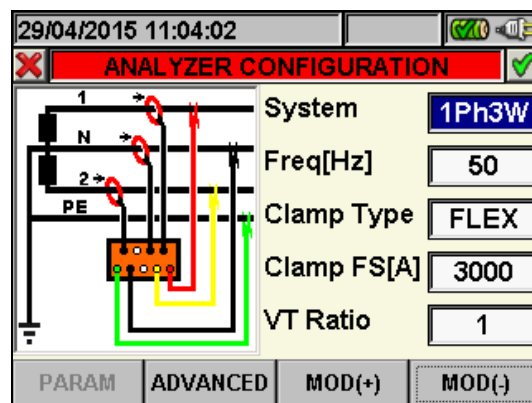 29/04/2015 11:04:02
ANALYZER CONFIGURATION
1
N
2
PE
System 1Ph3W
Freq[Hz] 50
Clamp Type FLEX
Clamp FS[A] 3000
VT Ratio 1
PARAM ADVANCED MOD(+) MOD(-)